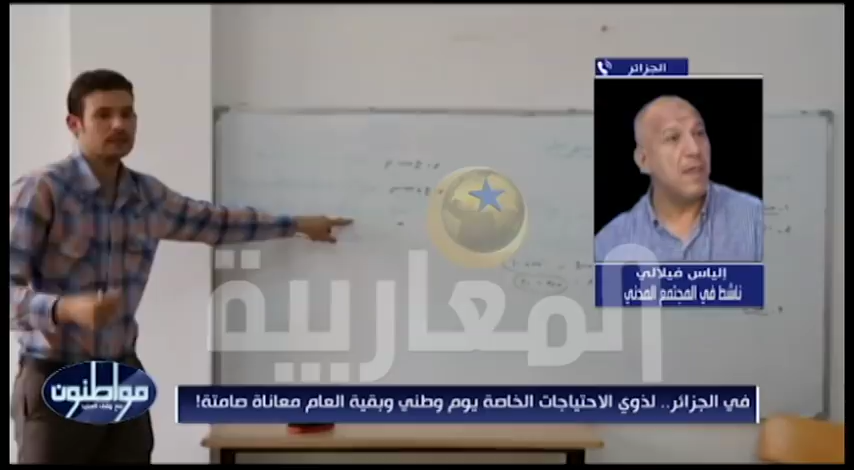 الجزائر
إلياس فيلالي
ناشط في المجتمع المدني
المغاربية
مواطنون
في الجزائر.. لذوي الاحتياجات الخاصة يوم وطني وبقية العام معاناة صامتة!